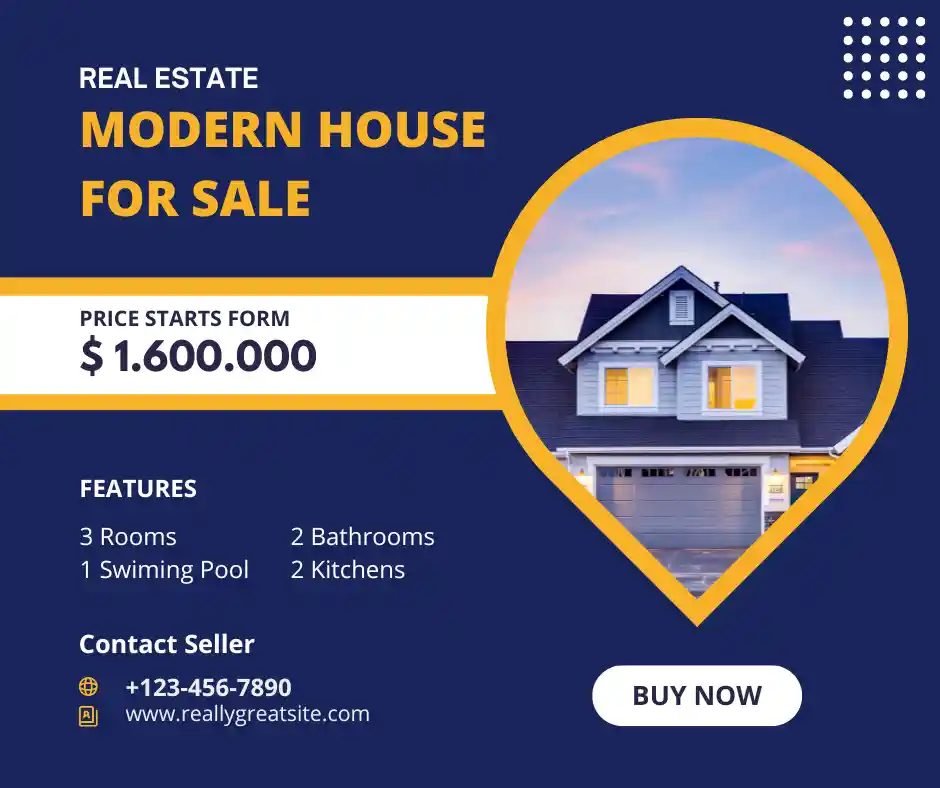 REAL ESTATE
MODERN HOUSE
FOR SALE
PRICE STARTS FORM
$ 1.600.000
FEATURES
3 Rooms
2 Bathrooms
1 Swiming Pool
2 Kitchens
Contact Seller
+123-456-7890
www.reallygreatsite.com
BUY NOW